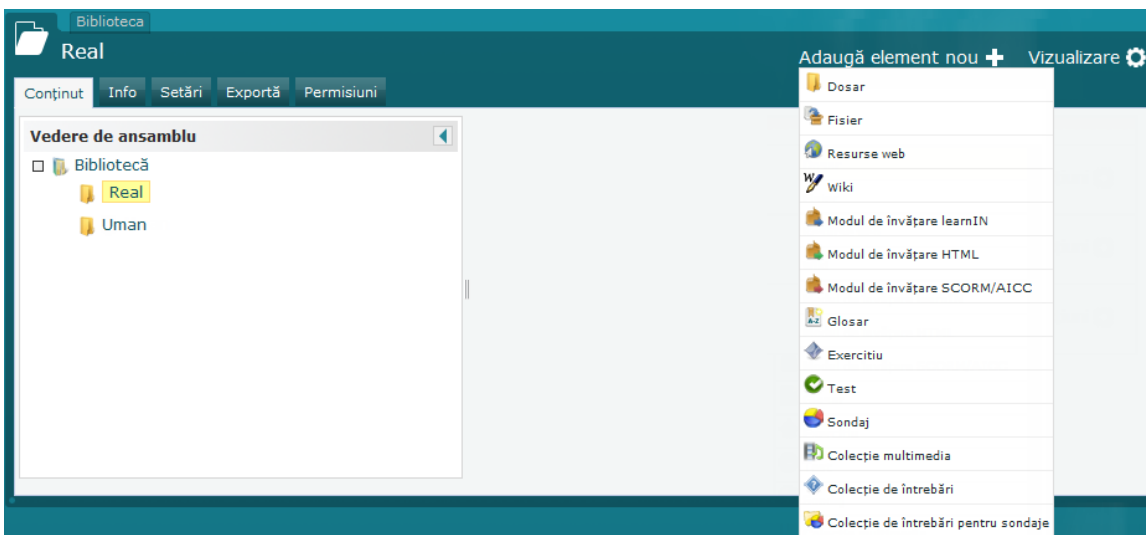 Biblioteca
Real
Adaugă element nou Vizualizare
Conținut Info Setări Exportă Permisiuni
Vedere de ansamblu
Bibliotecă
Real
Uman
Dosar
Fisier
Resurse web
Wiki
Modul de învățare learnIN
Modul de învățare HTML
Modul de învățare SCORM/AICC
Glosar
Exercitiu
Test
Sondaj
Colecție multimedia
Colecție de întrebări
Colecție de întrebări pentru sondaje